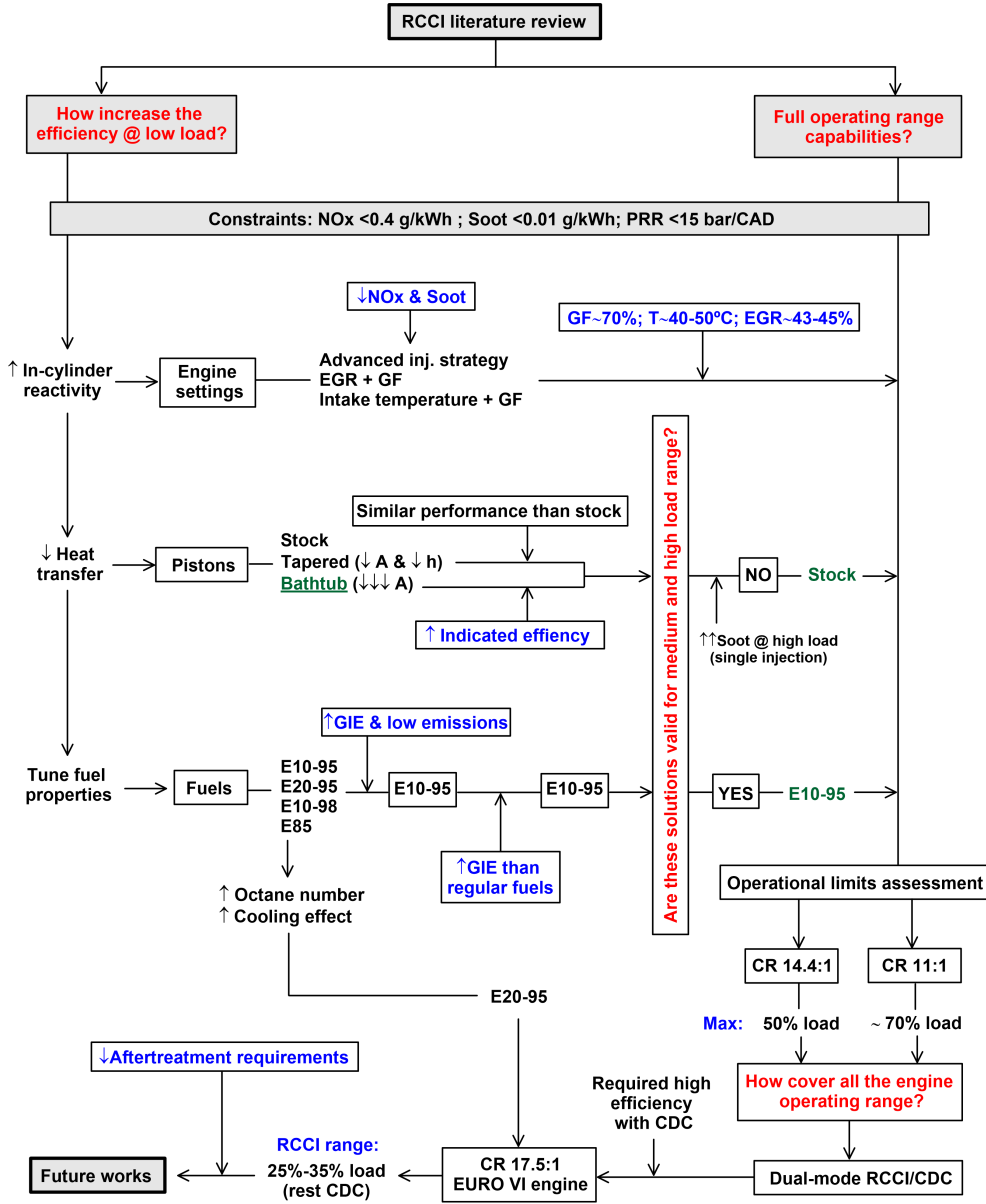 RCCI literature review
How increase the
efficiency @ low load?
Full operating range
capabilities?
Constraints: NOx <0.4 g/kWh ; Soot <0.01 g/kWh; PRR <15 bar/CAD
↓NOx & Soot
GF~70%; T~40-50ºC; EGR~43-45%
↑ In-cylinder
reactivity
Engine
settings
Advanced inj. strategy
EGR + GF
Intake temperature + GF
Are these solutions valid for medium and high load range?
Similar performance than stock
↓ Heat
transfer
Pistons
Stock
Tapered (↓ A & ↓ h)
Bathtub (↓↓↓ A)
NO
Stock
↑ Indicated effiency
↑↑Soot @ high load
(single injection)
↑GIE & low emissions
Tune fuel
properties
Fuels
E10-95
E20-95
E10-98
E85
E10-95
E10-95
YES
E10-95
↑GIE than
regular fuels
↑ Octane number
↑ Cooling effect
Operational limits assessment
CR 14.4:1
CR 11:1
E20-95
Max:
50% load
~ 70% load
↓Aftertreatment requirements
Required high
efficiency
with CDC
How cover all the engine
operating range?
RCCI range:
25%-35% load
(rest CDC)
Future works
CR 17.5:1
EURO VI engine
Dual-mode RCCI/CDC